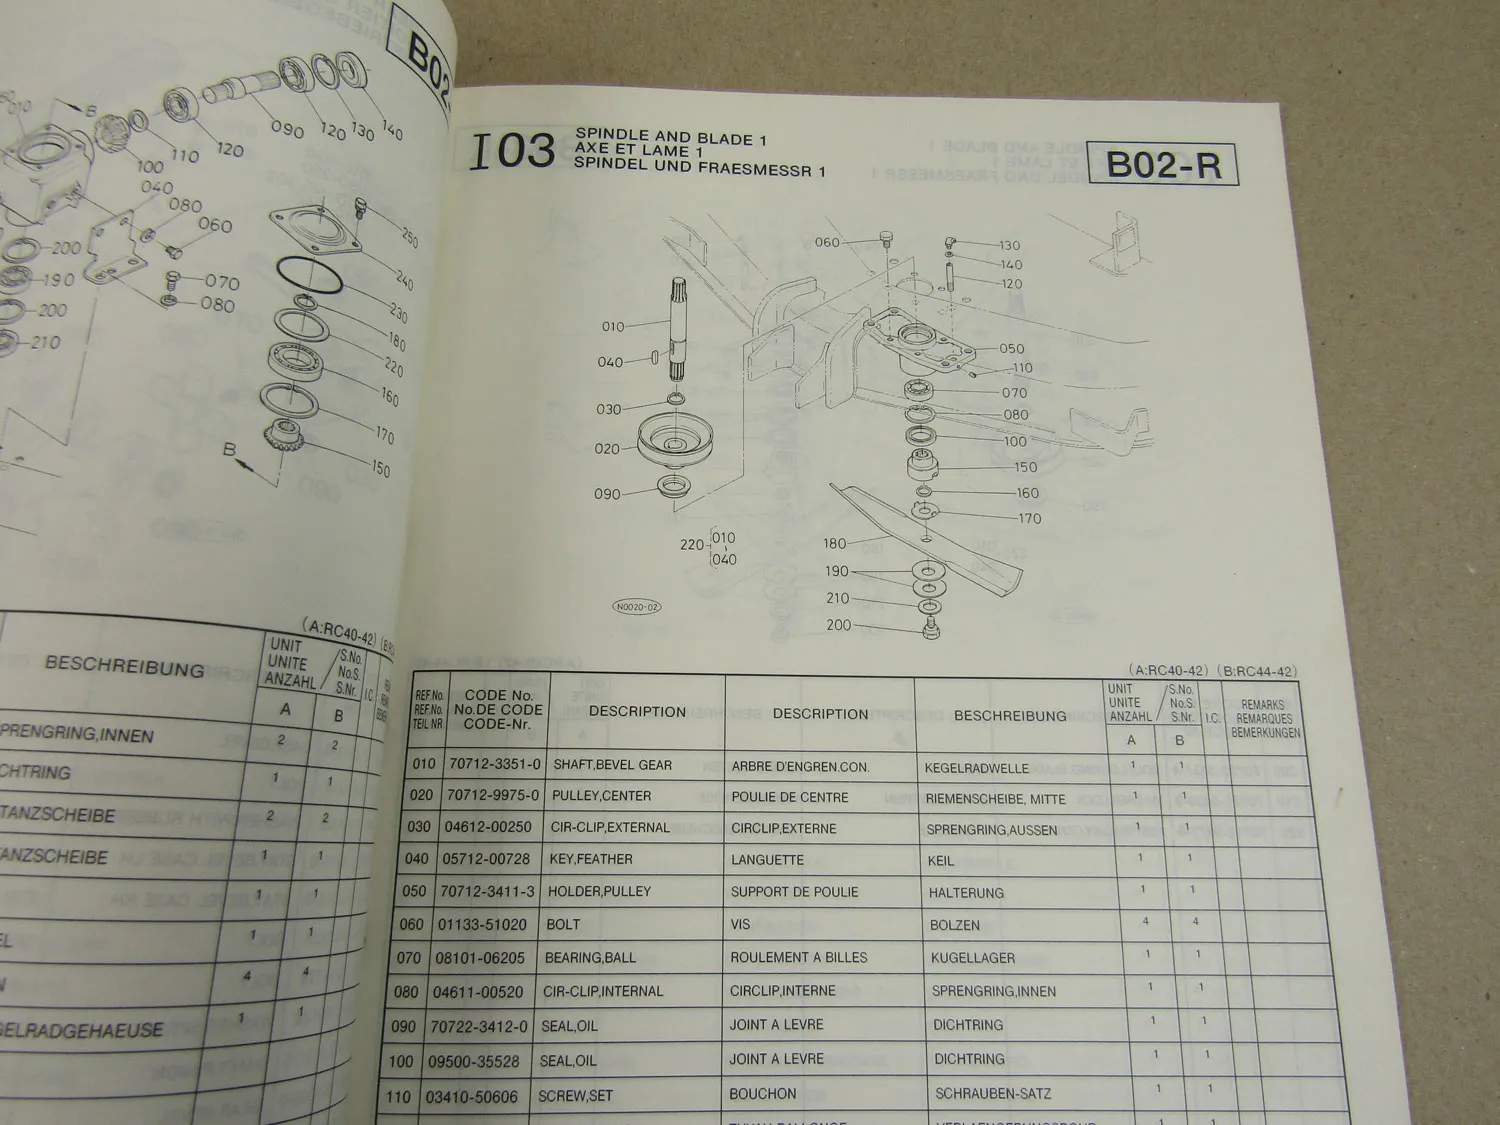 B02-
B
090
120
130
140
120
110
100
010
040
080
060
200
190
200
210
070
080
250
240
230
180
220
160
170
150
B
(A:RC40-42)
BESCHREIBUNG
UNIT
UNITE
ANZAHL
S.No.
No.S.
S.Nr.
I.C.
A
B
SPRENGRING,INNEN 2 2
CHTRING 1 1
TANZSCHEIBE 2 2
TANZSCHEIBE 1 1
1 1
EL 1 1
N 4 4
GELRADGEHAEUSE 1 1
I03
SPINDLE AND BLADE 1
AXE ET LAME 1
SPINDEL UND FRAESMESSR 1
B02-R
060
130
140
120
010
040
050
110
070
030
080
020
100
090
150
160
170
220
010
040
180
190
210
200
N0020-02
(A:RC40-42) (B:RC44-42)
REF.No.
REF.No.
TEIL NR
CODE No.
No.DE CODE
CODE-Nr.
DESCRIPTION
DESCRIPTION
BESCHREIBUNG
UNIT
UNITE
ANZAHL
/S.No.
No.S.
S.Nr.
I.C.
REMARKS
REMARQUES
BEMERKUNGEN
A B
010 70712-3351-0 SHAFT,BEVEL GEAR ARBRE D'ENGREN.CON. KEGELRADWELLE 1 1
020 70712-9975-0 PULLEY,CENTER POULIE DE CENTRE RIEMENSCHEIBE, MITTE 1 1
030 04612-00250 CIR-CLIP,EXTERNAL CIRCLIP,EXTERNE SPRENGRING,AUSSEN 1 1
040 05712-00728 KEY,FEATHER LANGUETTE KEIL 1 1
050 70712-3411-3 HOLDER,PULLEY SUPPORT DE POULIE HALTERUNG 1 1
060 01133-51020 BOLT VIS BOLZEN 4 4
070 08101-06205 BEARING,BALL ROULEMENT A BILLES KUGELLAGER 1 1
080 04611-00520 CIR-CLIP,INTERNAL CIRCLIP,INTERNE SPRENGRING,INNEN 1 1
090 70722-3412-0 SEAL,OIL JOINT A LEVRE DICHTRING 1 1
100 09500-35528 SEAL,OIL JOINT A LEVRE DICHTRING 1 1
110 03410-50606 SCREW,SET BOUCHON SCHRAUBEN-SATZ 1 1